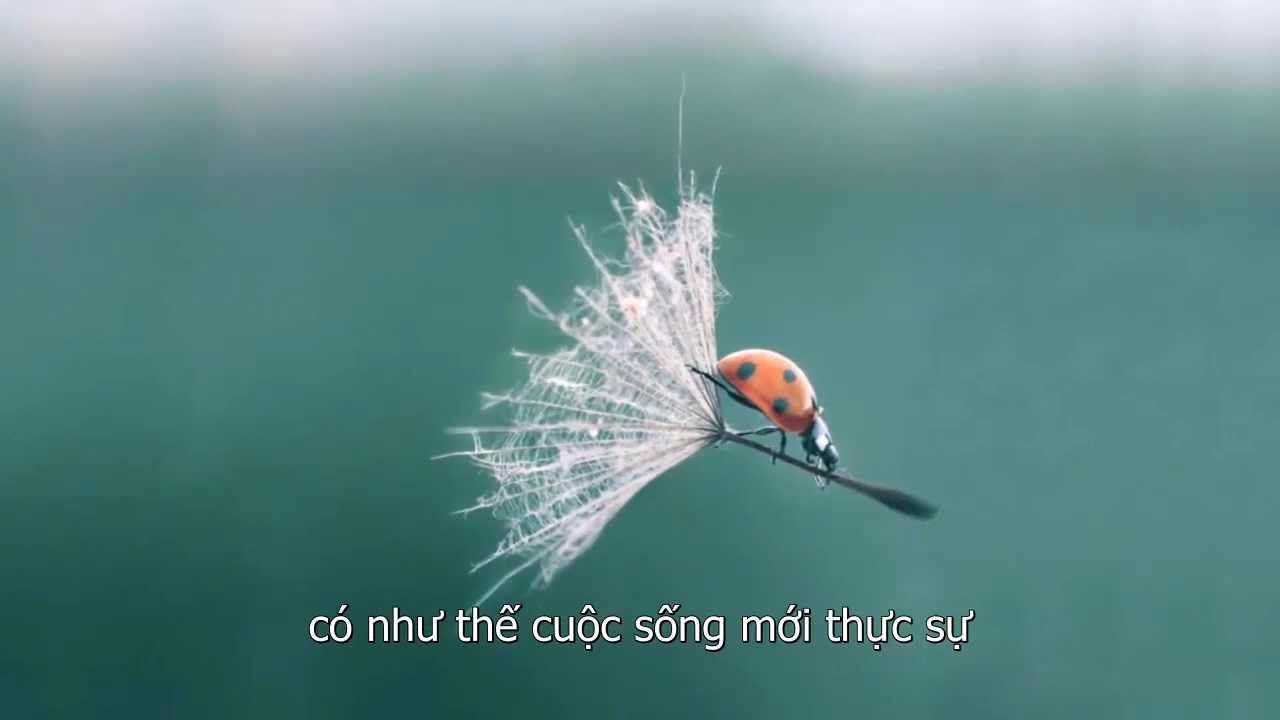 có như thế cuộc sống mới thực sự